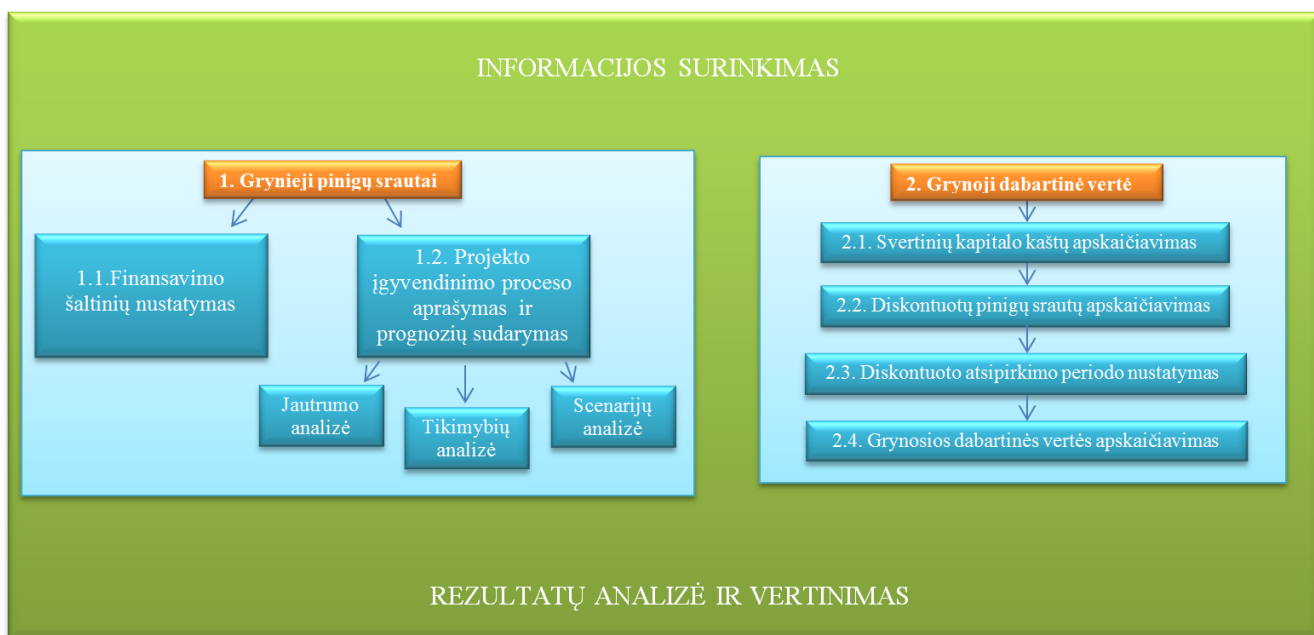 INFORMACIJOS SURINKIMAS
1. Grynieji pinigų srautai
1.1.Finansavimo
šaltinių nustatymas
1.2. Projekto
įgyvendinimo proceso
aprašymas ir
prognozių sudarymas
Jautrumo
analizė
Tikimybių
analizė
Scenarijų
analizė
2. Grynoji dabartinė vertė
2.1. Svertinių kapitalo kaštų apskaičiavimas
2.2. Diskontuotų pinigų srautų apskaičiavimas
2.3. Diskontuoto atsipirkimo periodo nustatymas
2.4. Grynosios dabartinės vertės apskaičiavimas
REZULTATŲ ANALIZĖ IR VERTINIMAS